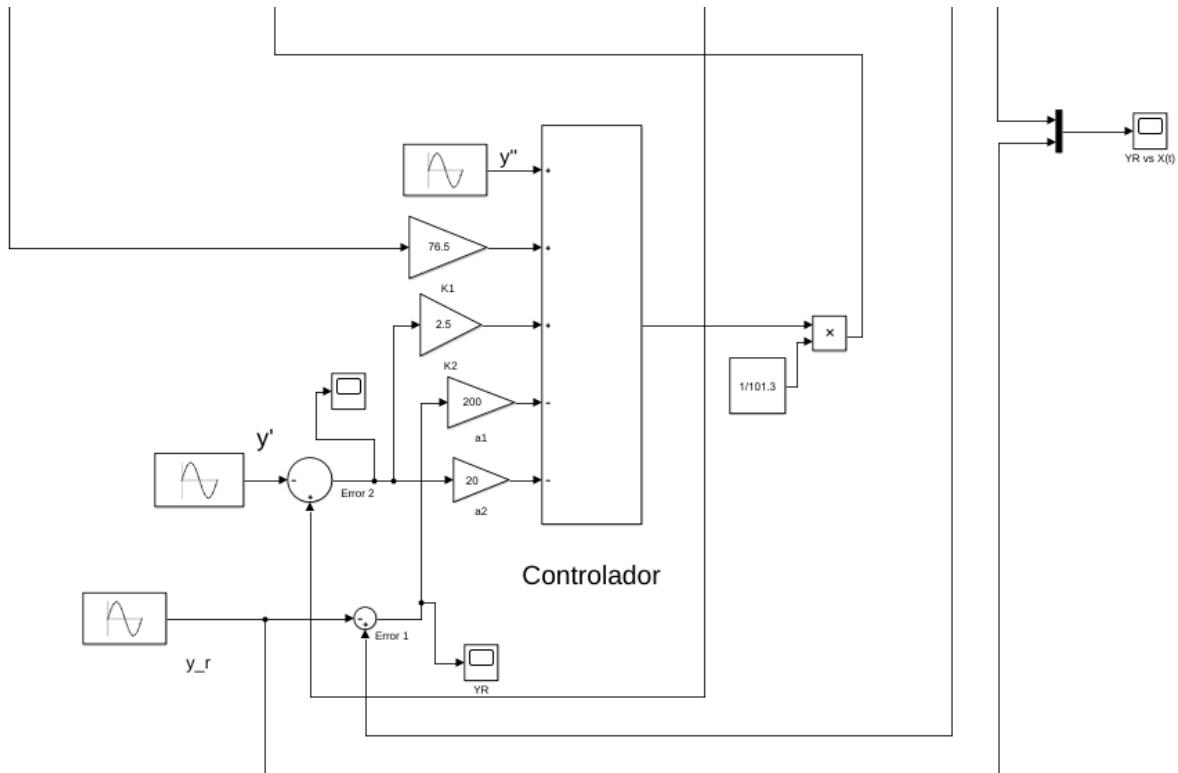 YR vs X(t)
y''
+
76.5
+
K1
2.5
+
K2
×
1/101.3
200
-
a1
y'
-
+
Error 2
20
-
a2
Controlador
-
+
Error 1
y_r
YR